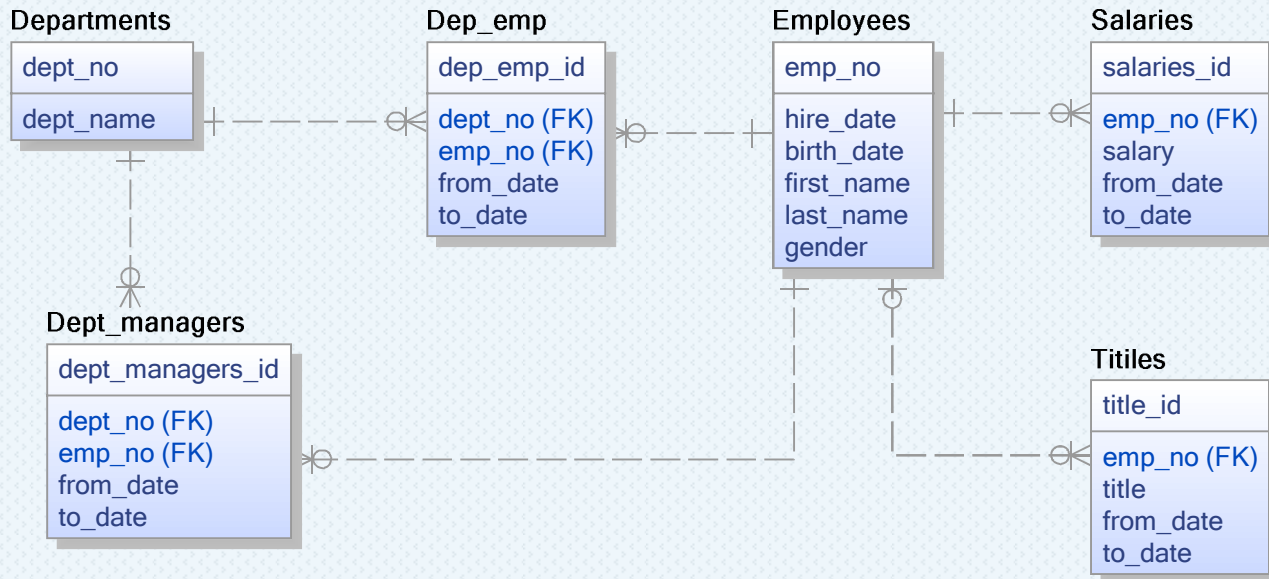 Departments
dept_no
dept_name
Dep_emp
dep_emp_id
dept_no (FK)
emp_no (FK)
from_date
to_date
Employees
emp_no
hire_date
birth_date
first_name
last_name
gender
Salaries
salaries_id
emp_no (FK)
salary
from_date
to_date
Dept_managers
dept_managers_id
dept_no (FK)
emp_no (FK)
from_date
to_date
Titiles
title_id
emp_no (FK)
title
from_date
to_date